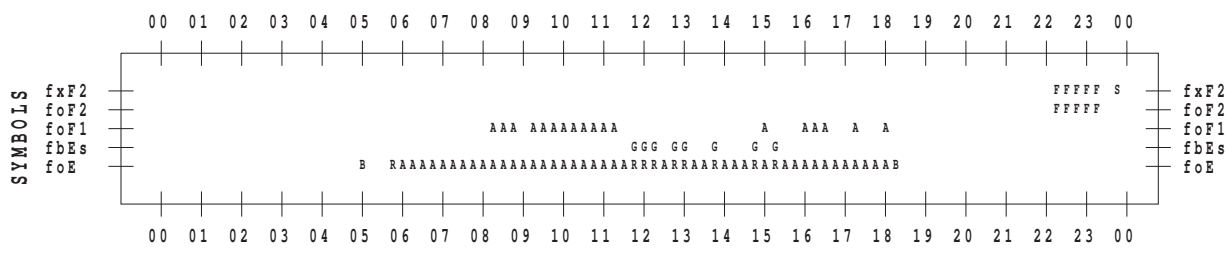 00 01 02 03 04 05 06 07 08 09 10 11 12 13 14 15 16 17 18 19 20 21 22 23 00
SYMBOLS
fxF2 FFFFF S fxF2
foF2 FFFFF foF2
foF1 AAA AAAAAAAAA A AAA A A foF1
fbEs GGG GG G G G fbEs
foE B RAAAAAAAAAAAAAAAAAAAAAAARRRARRAARAAARARAAAAAAAAAAAB foE
00 01 02 03 04 05 06 07 08 09 10 11 12 13 14 15 16 17 18 19 20 21 22 23 00